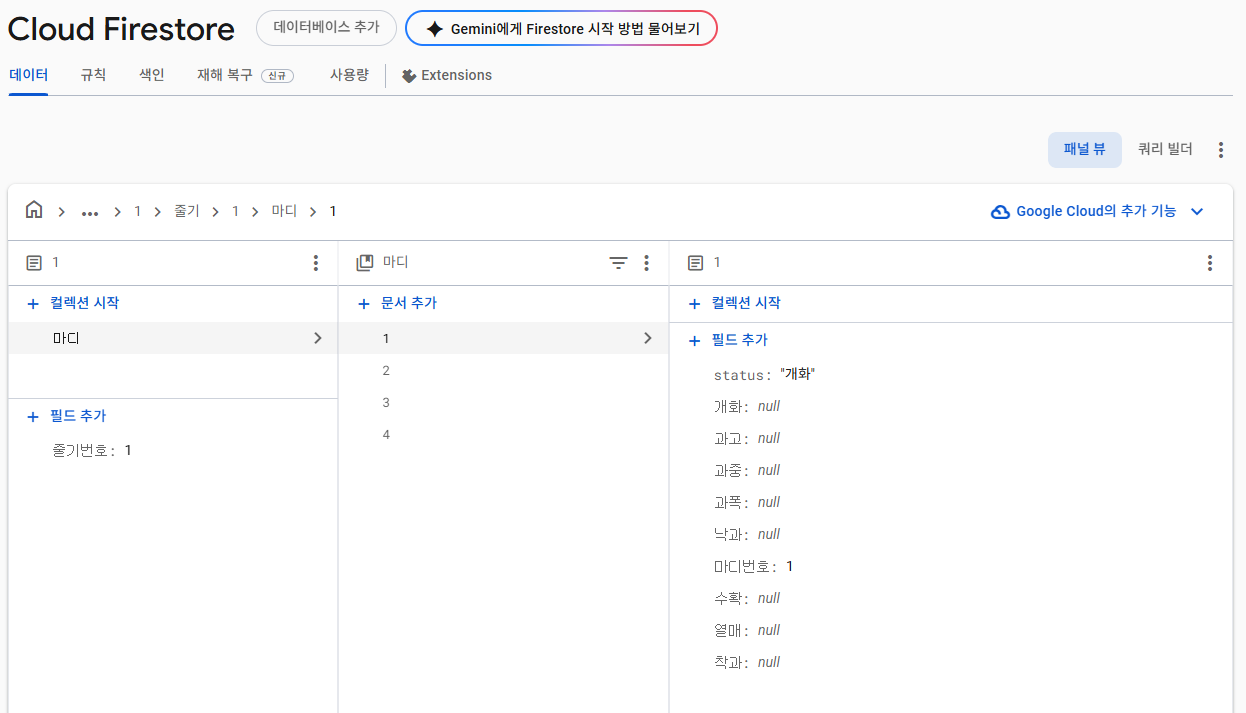 Cloud Firestore 데이터베이스 추가 Gemini에게 Firestore 시작 방법 물어보기
데이터 규칙 색인 재해 복구 신규 사용량 Extensions
패널 뷰 쿼리 빌더
1 줄기 1 마디 1 Google Cloud의 추가 기능
1 마디 1
컬렉션 시작 문서 추가 컬렉션 시작
마디 1
필드 추가
2
status: "개화"
3
개화: null
필드 추가
4
과고: null
줄기번호: 1
과중: null
과폭: null
낙과: null
마디번호: 1
수확: null
열매: null
착과: null